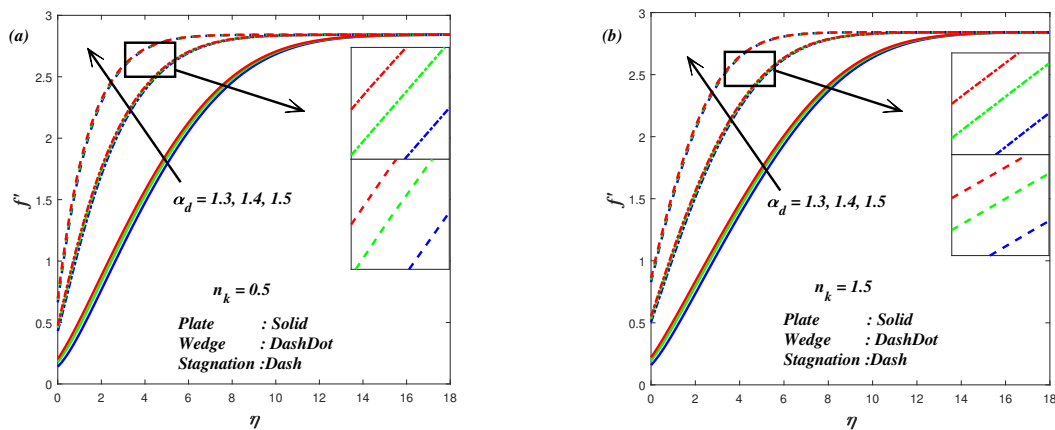 (a)
3
2.5
2
1.5
1
0.5
0
f'
α_d = 1.3, 1.4, 1.5
n_k = 0.5
Plate : Solid
Wedge : DashDot
Stagnation :Dash
0 2 4 6 8 10 12 14 16 18
η
(b)
3
2.5
2
1.5
1
0.5
0
f'
α_d = 1.3, 1.4, 1.5
n_k = 1.5
Plate : Solid
Wedge : DashDot
Stagnation :Dash
0 2 4 6 8 10 12 14 16 18
η